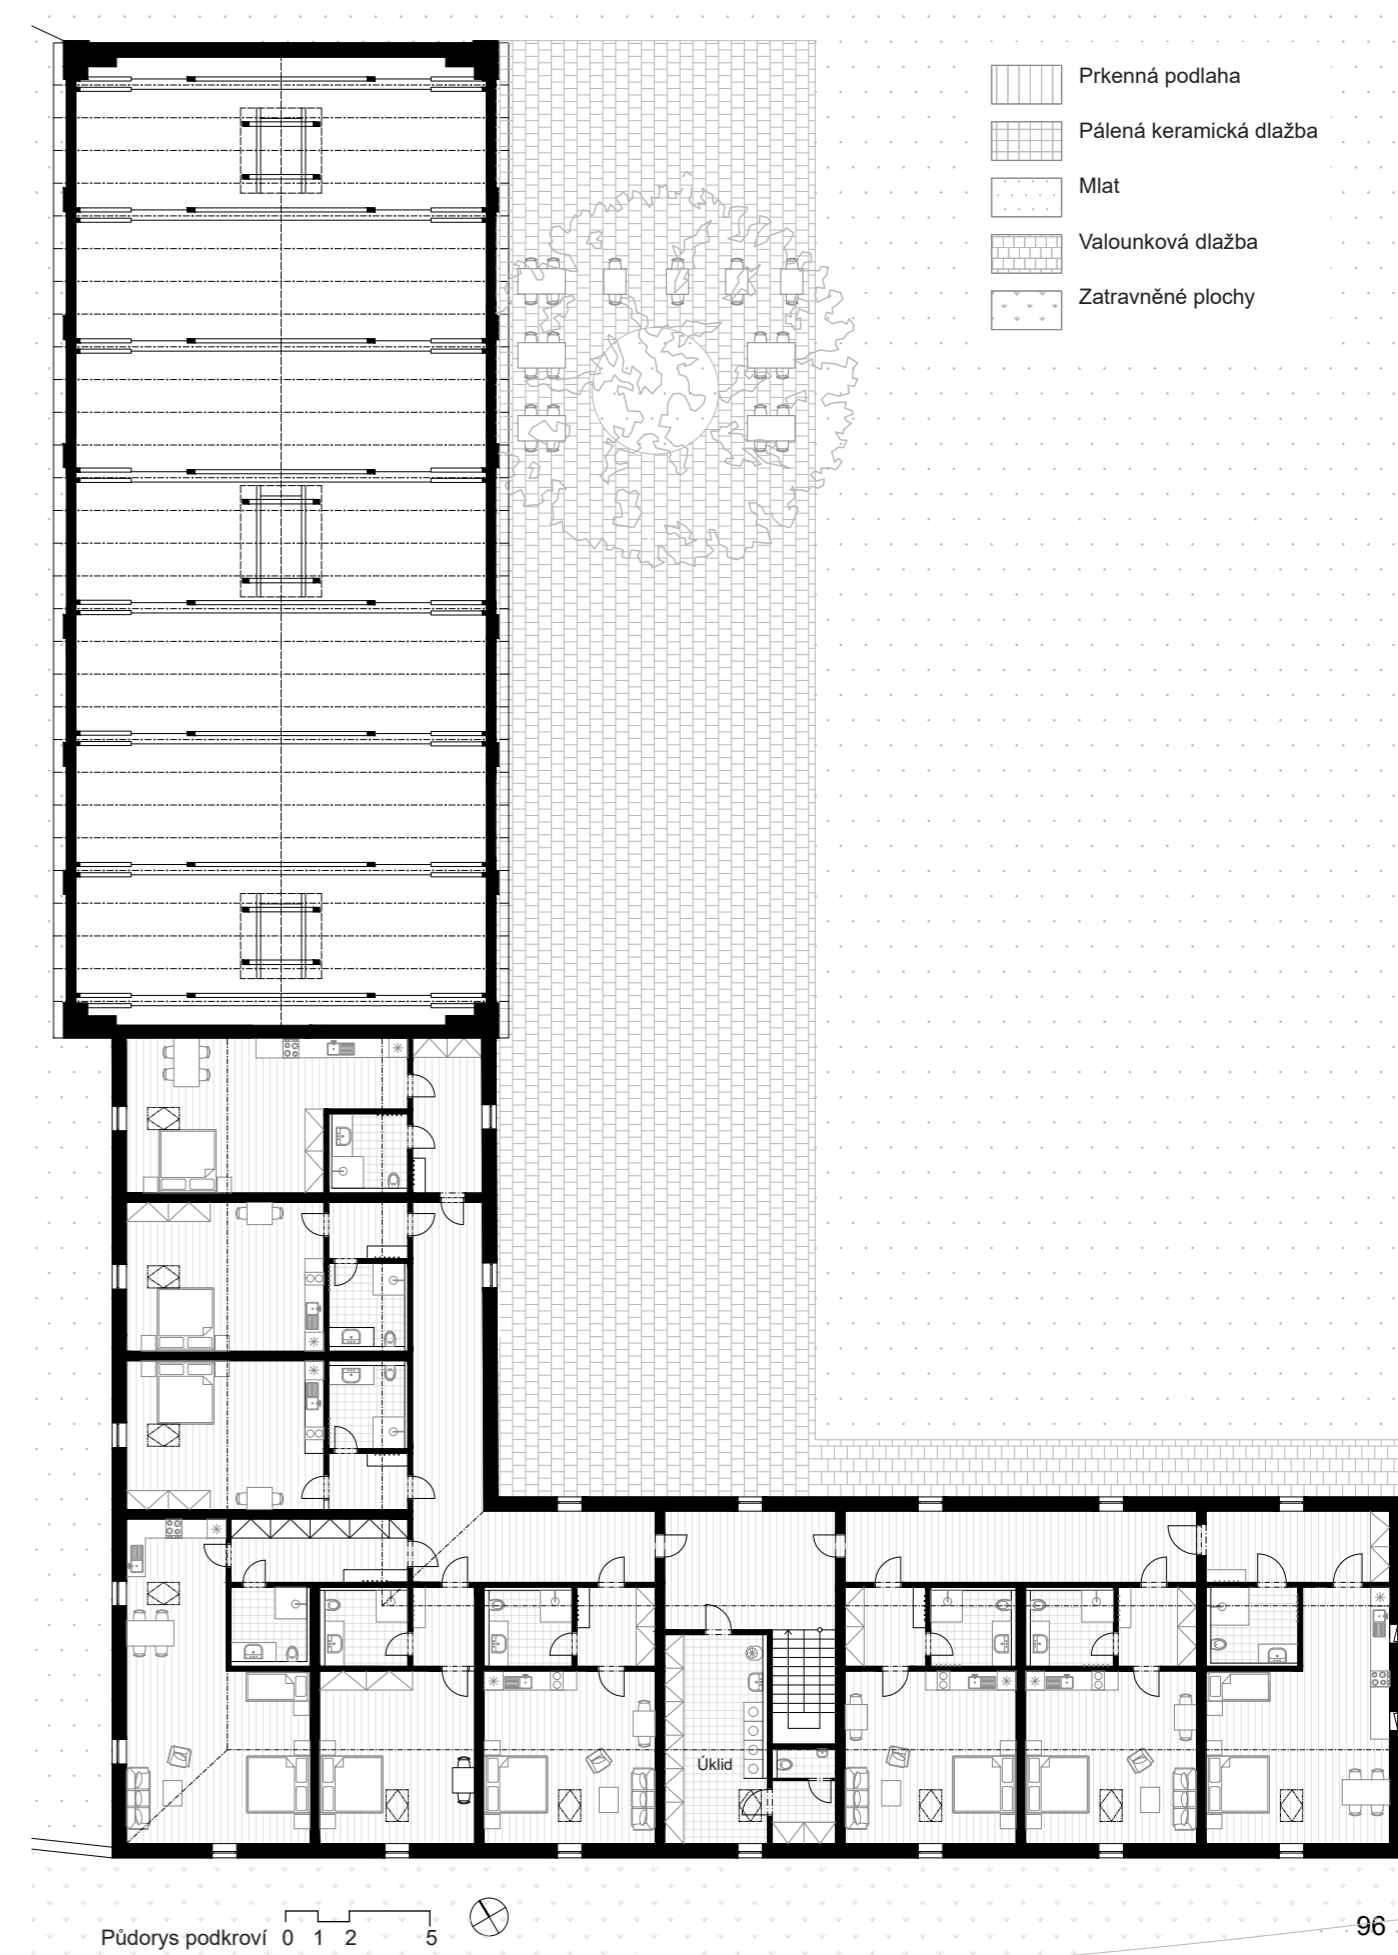 Prkenná podlaha
Pálená keramická dlažba
Mlat
Valounková dlažba
Zatravněné plochy
Úklid
Půdorys podkroví 0 1 2 5
96